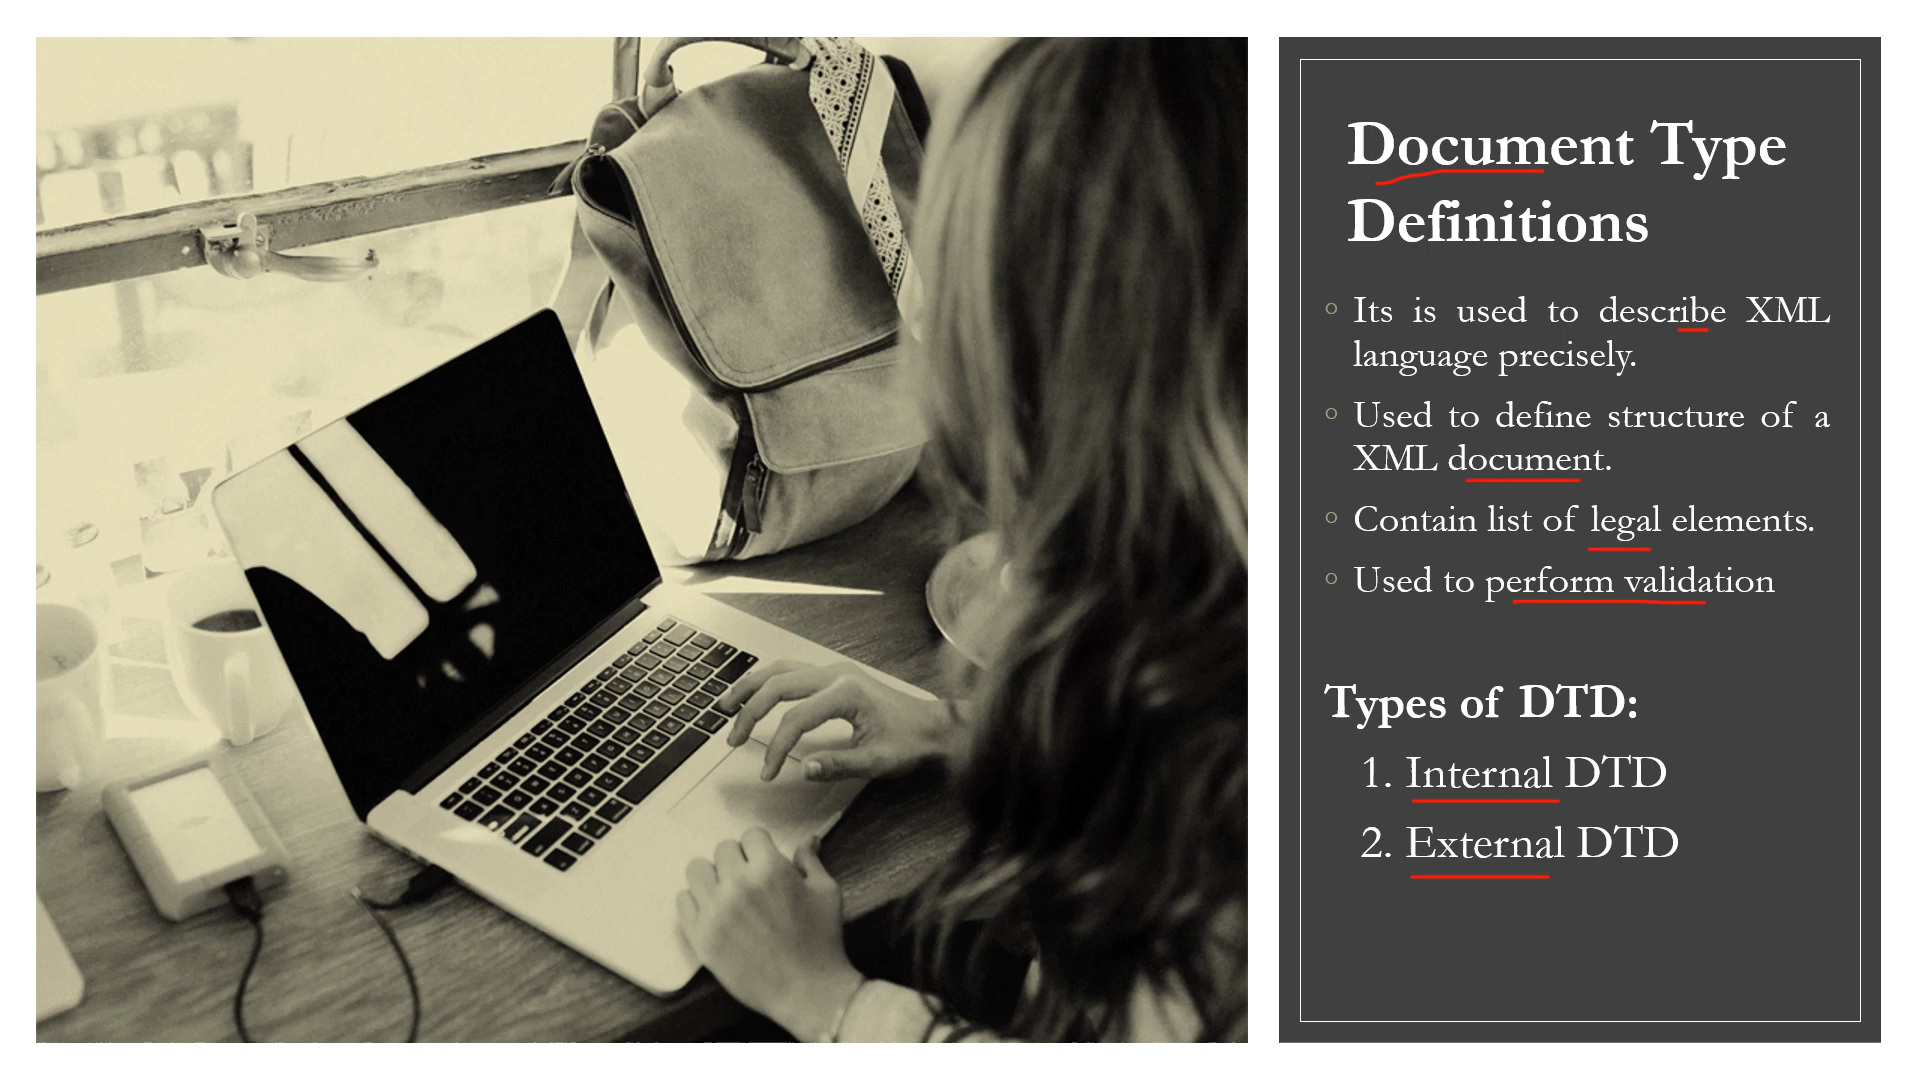 Document Type
Definitions
Its is used to describe XML
language precisely.
Used to define structure of a
XML document.
Contain list of legal elements.
Used to perform validation
Types of DTD:
1. Internal DTD
2. External DTD